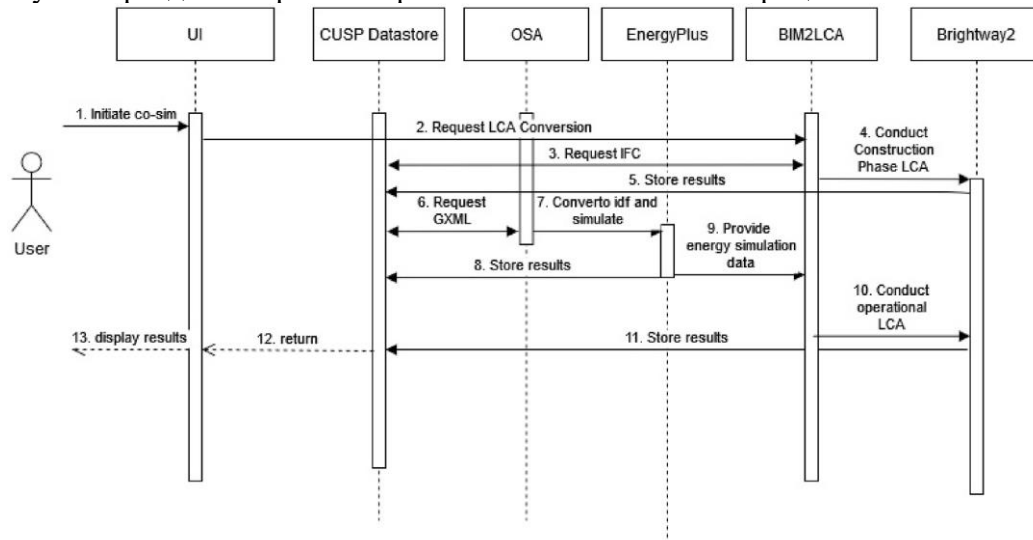 UI
CUSP Datastore
OSA
EnergyPlus
BIM2LCA
Brightway2
1. Initiate co-sim
2. Request LCA Conversion
3. Request IFC
4. Conduct
Construction
Phase LCA
5. Store results
6. Request
GXML
7. Converto idf and
simulate
8. Store results
9. Provide
energy simulation
data
10. Conduct
operational
LCA
11. Store results
12. return
13. display results
User